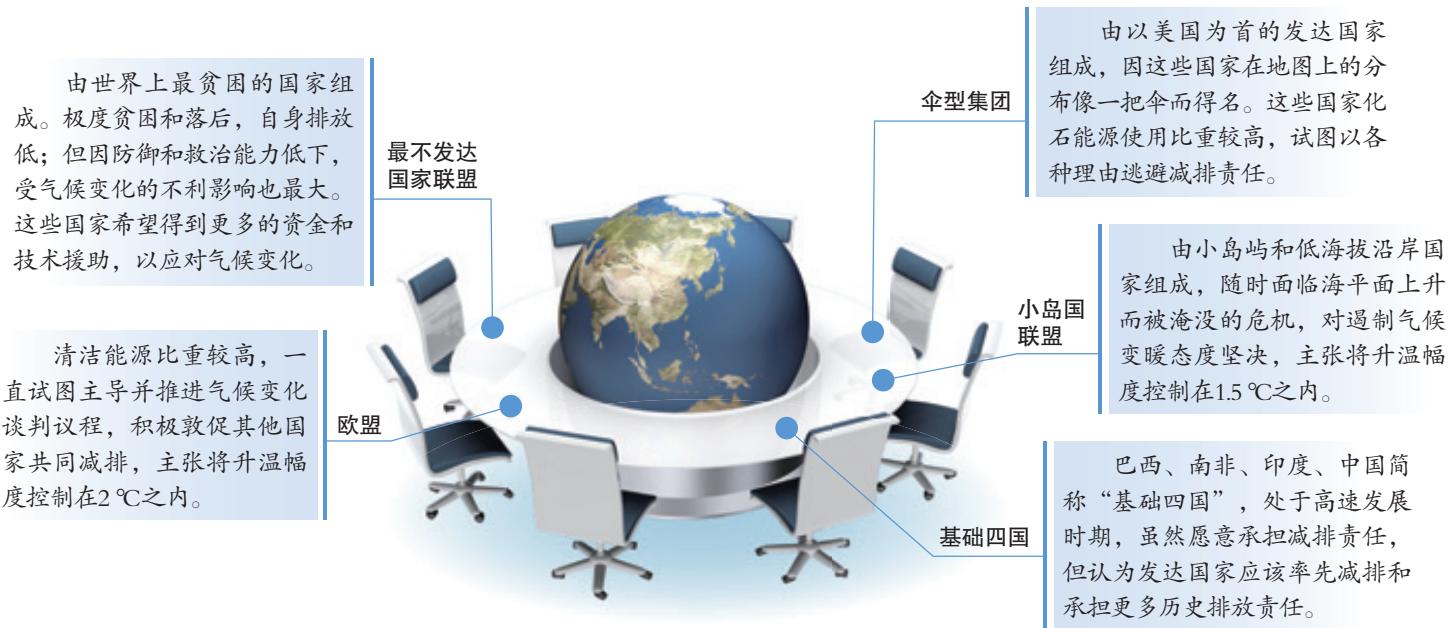 由世界上最贫困的国家组
成。极度贫困和落后，自身排放
低；但因防御和救治能力低下，
受气候变化的不利影响也最大。
这些国家希望得到更多的资金和
技术援助，以应对气候变化。
最不发达
国家联盟
清洁能源比重较高，一
直试图主导并推进气候变化
谈判议程，积极敦促其他国
家共同减排，主张将升温幅
度控制在2 ℃之内。
欧盟
伞型集团
由以美国为首的发达国家
组成，因这些国家在地图上的分
布像一把伞而得名。这些国家化
石能源使用比重较高，试图以各
种理由逃避减排责任。
小岛国
联盟
由小岛屿和低海拔沿岸国
家组成，随时面临海平面上升
而被淹没的危机，对遏制气候
变暖态度坚决，主张将升温幅
度控制在1.5 ℃之内。
基础四国
巴西、南非、印度、中国简
称“基础四国”，处于高速发展
时期，虽然愿意承担减排责任，
但认为发达国家应该率先减排和
承担更多历史排放责任。